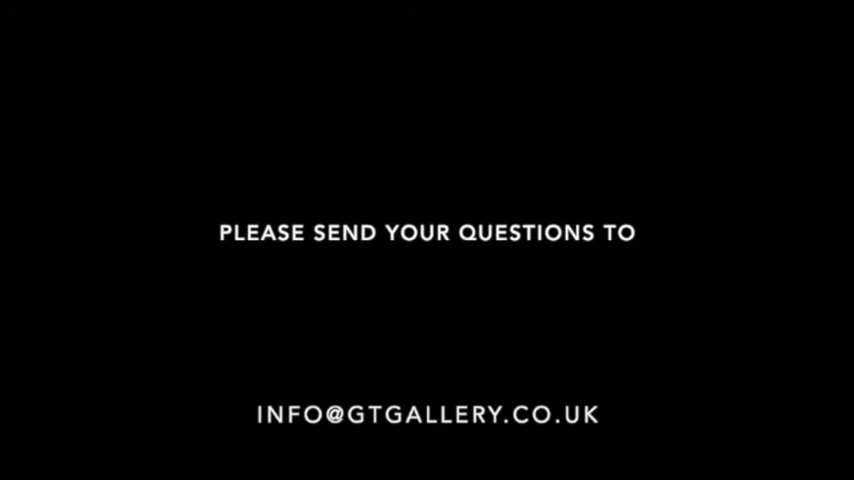 PLEASE SEND YOUR QUESTIONS TO
INFO@GTGALLERY.CO.UK